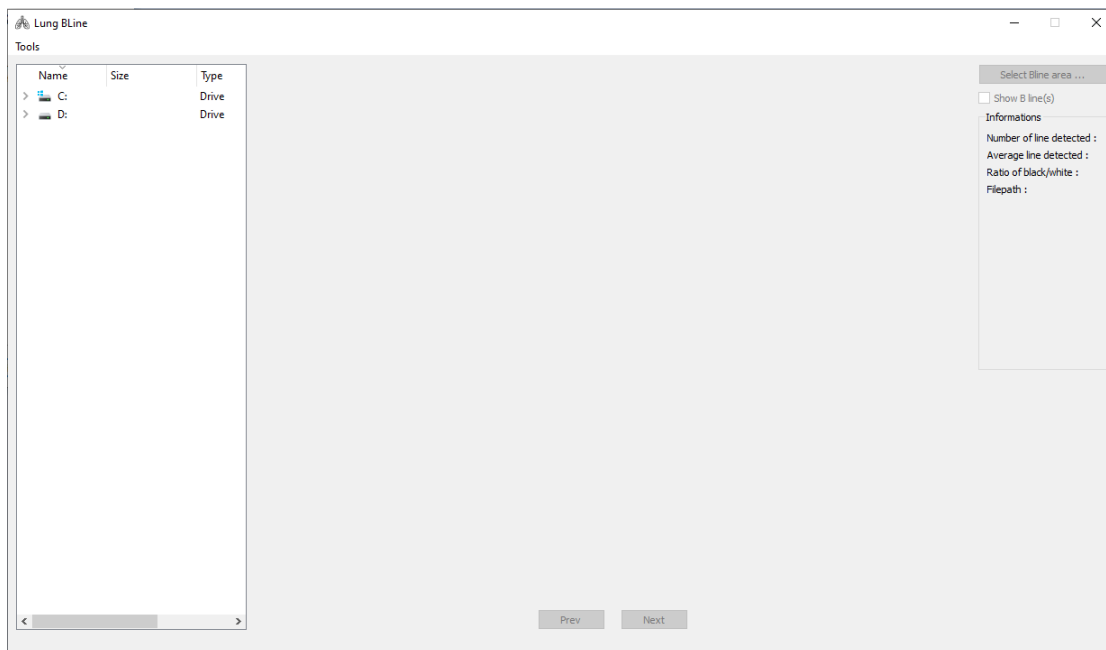 Lung BLine
Tools
Name Size Type
C: Drive
D: Drive
Select Bline area ...
Show B line(s)
Informations
Number of line detected :
Average line detected :
Ratio of black/white :
Filepath :
Prev Next